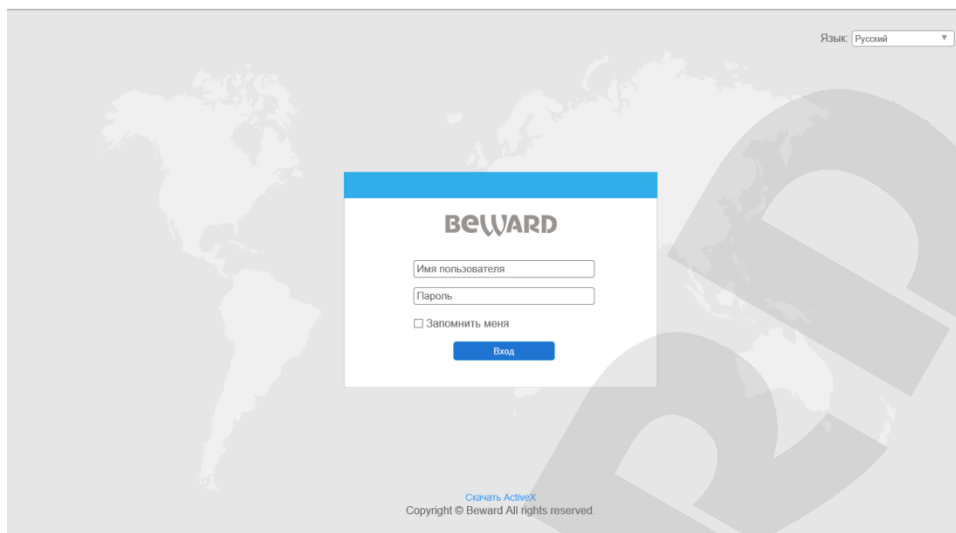 Язык: Русский
BEWARD
Имя пользователя
Пароль
Запомнить меня
Вход
Скачать ActiveX
Copyright © Beward All rights reserved.